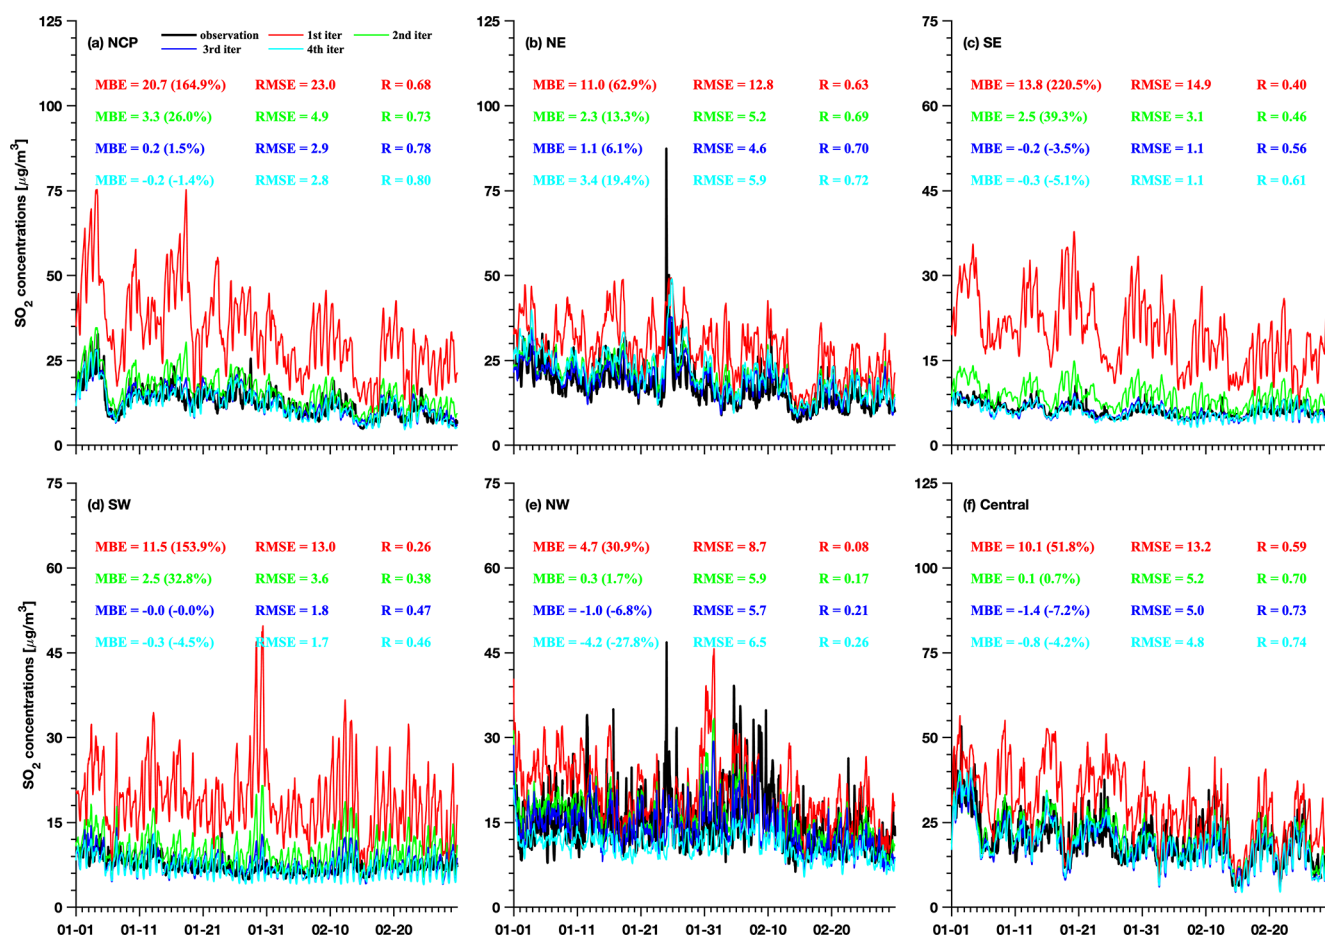 125
(a) NCP
observation
1st iter
2nd iter
3rd iter
4th iter
MBE = 20.7 (164.9%) RMSE = 23.0 R = 0.68
MBE = 3.3 (26.0%) RMSE = 4.9 R = 0.73
MBE = 0.2 (1.5%) RMSE = 2.9 R = 0.78
MBE = -0.2 (-1.4%) RMSE = 2.8 R = 0.80
100
75
50
25
0
SO2 concentrations [μg/m3]
125
(b) NE
MBE = 11.0 (62.9%) RMSE = 12.8 R = 0.63
MBE = 2.3 (13.3%) RMSE = 5.2 R = 0.69
MBE = 1.1 (6.1%) RMSE = 4.6 R = 0.70
MBE = 3.4 (19.4%) RMSE = 5.9 R = 0.72
100
75
50
25
0
75
(c) SE
MBE = 13.8 (220.5%) RMSE = 14.9 R = 0.40
MBE = 2.5 (39.3%) RMSE = 3.1 R = 0.46
MBE = -0.2 (-3.5%) RMSE = 1.1 R = 0.56
MBE = -0.3 (-5.1%) RMSE = 1.1 R = 0.61
60
45
30
15
0
75
(d) SW
MBE = 11.5 (153.9%) RMSE = 13.0 R = 0.26
MBE = 2.5 (32.8%) RMSE = 3.6 R = 0.38
MBE = -0.0 (-0.0%) RMSE = 1.8 R = 0.47
MBE = -0.3 (-4.5%) RMSE = 1.7 R = 0.46
60
45
30
15
0
SO2 concentrations [μg/m3]
01-01 01-11 01-21 01-31 02-10 02-20
75
(e) NW
MBE = 4.7 (30.9%) RMSE = 8.7 R = 0.08
MBE = 0.3 (1.7%) RMSE = 5.9 R = 0.17
MBE = -1.0 (-6.8%) RMSE = 5.7 R = 0.21
MBE = -4.2 (-27.8%) RMSE = 6.5 R = 0.26
60
45
30
15
0
01-01 01-11 01-21 01-31 02-10 02-20
125
(f) Central
MBE = 10.1 (51.8%) RMSE = 13.2 R = 0.59
MBE = 0.1 (0.7%) RMSE = 5.2 R = 0.70
MBE = -1.4 (-7.2%) RMSE = 5.0 R = 0.73
MBE = -0.8 (-4.2%) RMSE = 4.8 R = 0.74
100
75
50
25
0
01-01 01-11 01-21 01-31 02-10 02-20